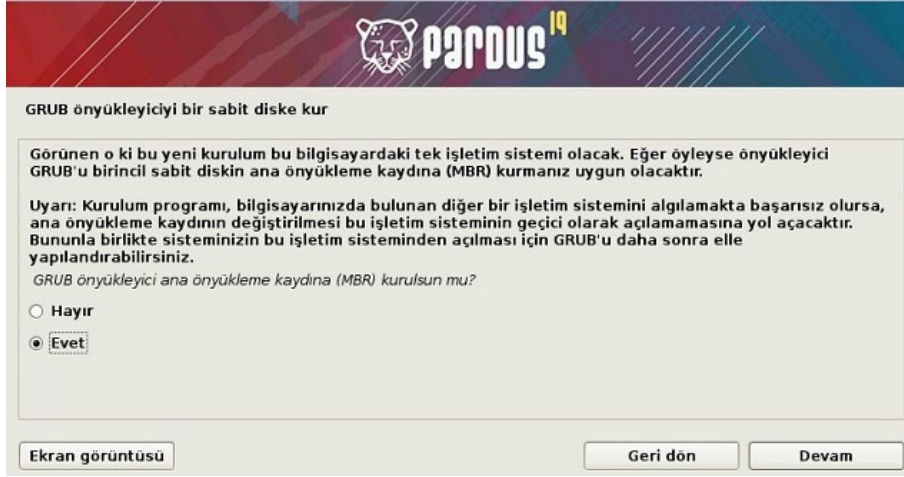 pardus 19
GRUB önyükleyiciyi bir sabit diske kur
Görünen o ki bu yeni kurulum bu bilgisayardaki tek işletim sistemi olacak. Eğer öyleyse önyükleyici
GRUB'u birincil sabit diskin ana önyükleme kaydına (MBR) kurmanız uygun olacaktır.
Uyarı: Kurulum programı, bilgisayarınızda bulunan diğer bir işletim sistemini algılamakta başarısız olursa,
ana önyükleme kaydının değiştirilmesi bu işletim sisteminin geçici olarak açılamamasına yol açacaktır.
Bununla birlikte sisteminizin bu işletim sisteminden açılması için GRUB'u daha sonra elle
yapılandırabilirsiniz.
GRUB önyükleyici ana önyükleme kaydına (MBR) kurulsun mu?
Hayır
Evet
Ekran görüntüsü
Geri dön
Devam